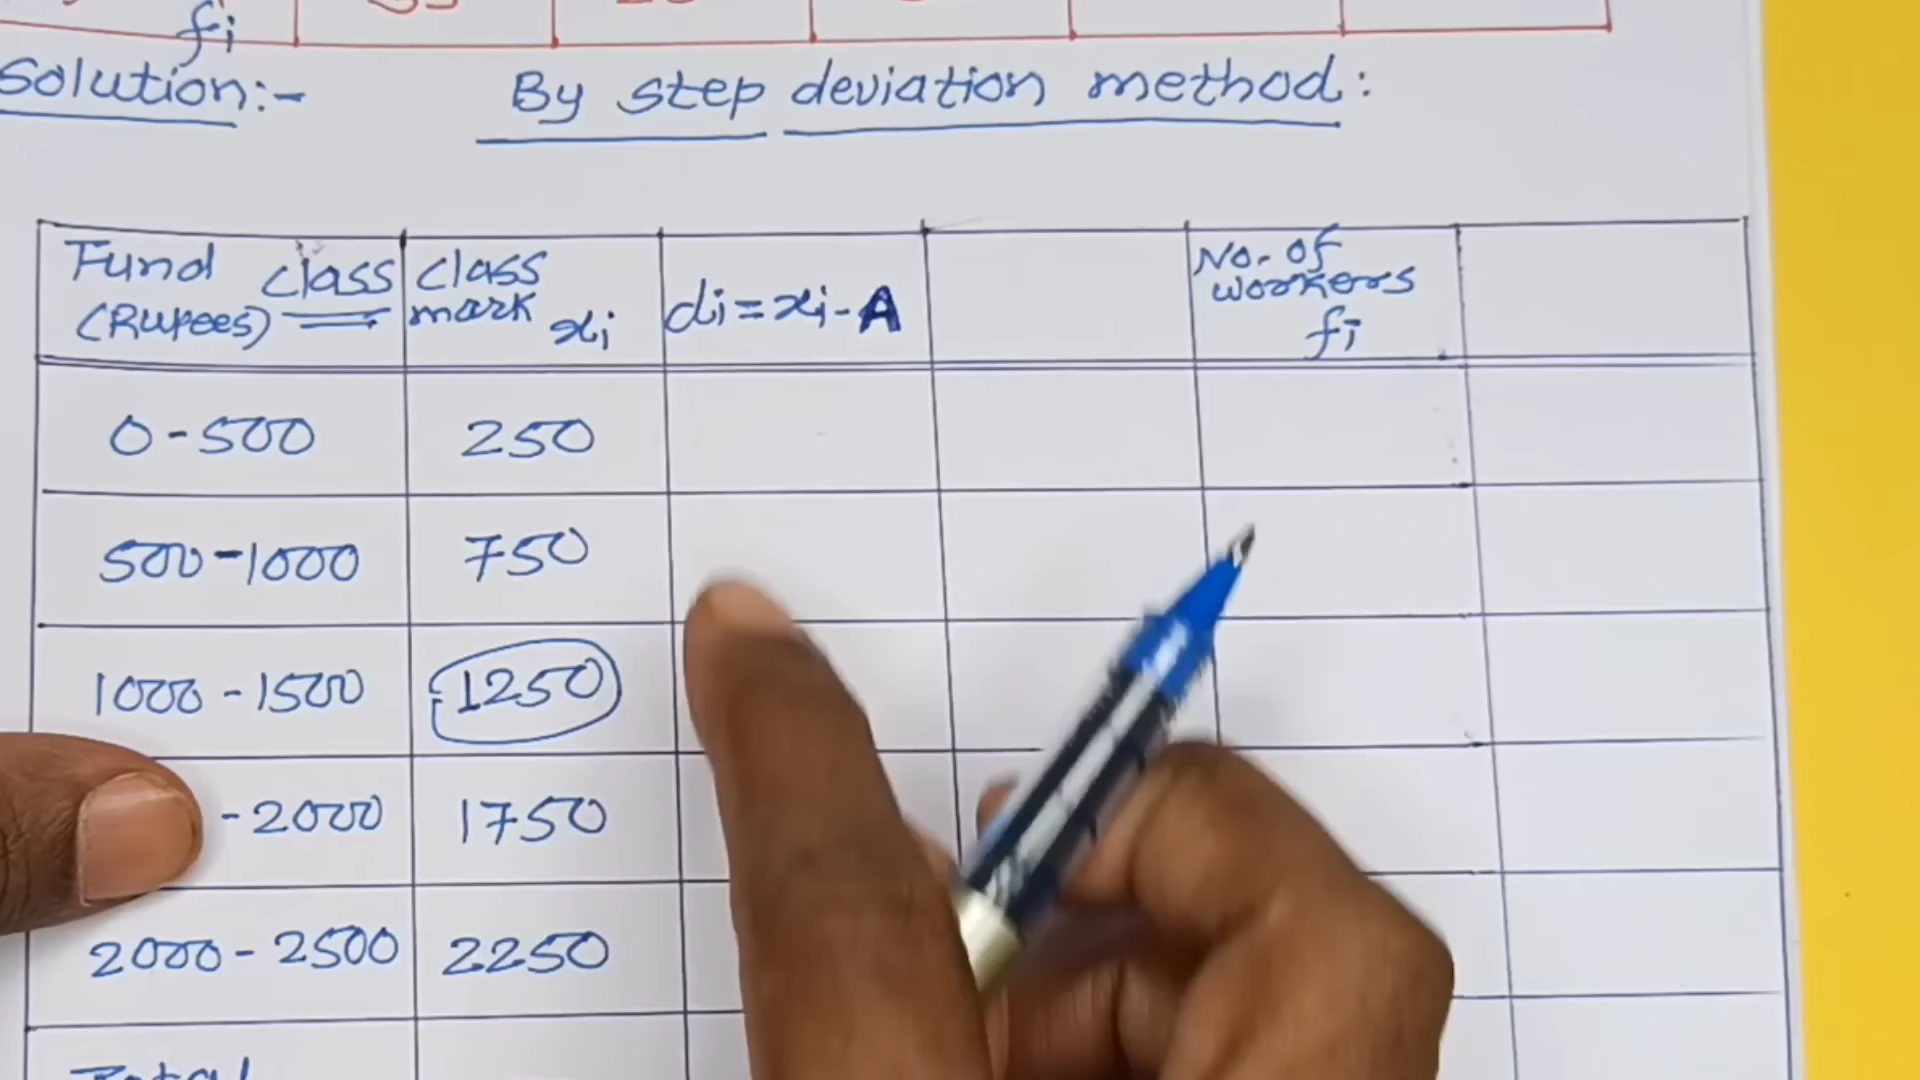 fi
Solution:-
By step deviation method:
Fund class
(Rupees)
class
mark xi
di=xi-A
No. of
workers
fi
0-500
250
500-1000
750
1000-1500
1250
-2000
1750
2000-2500
2250
Total